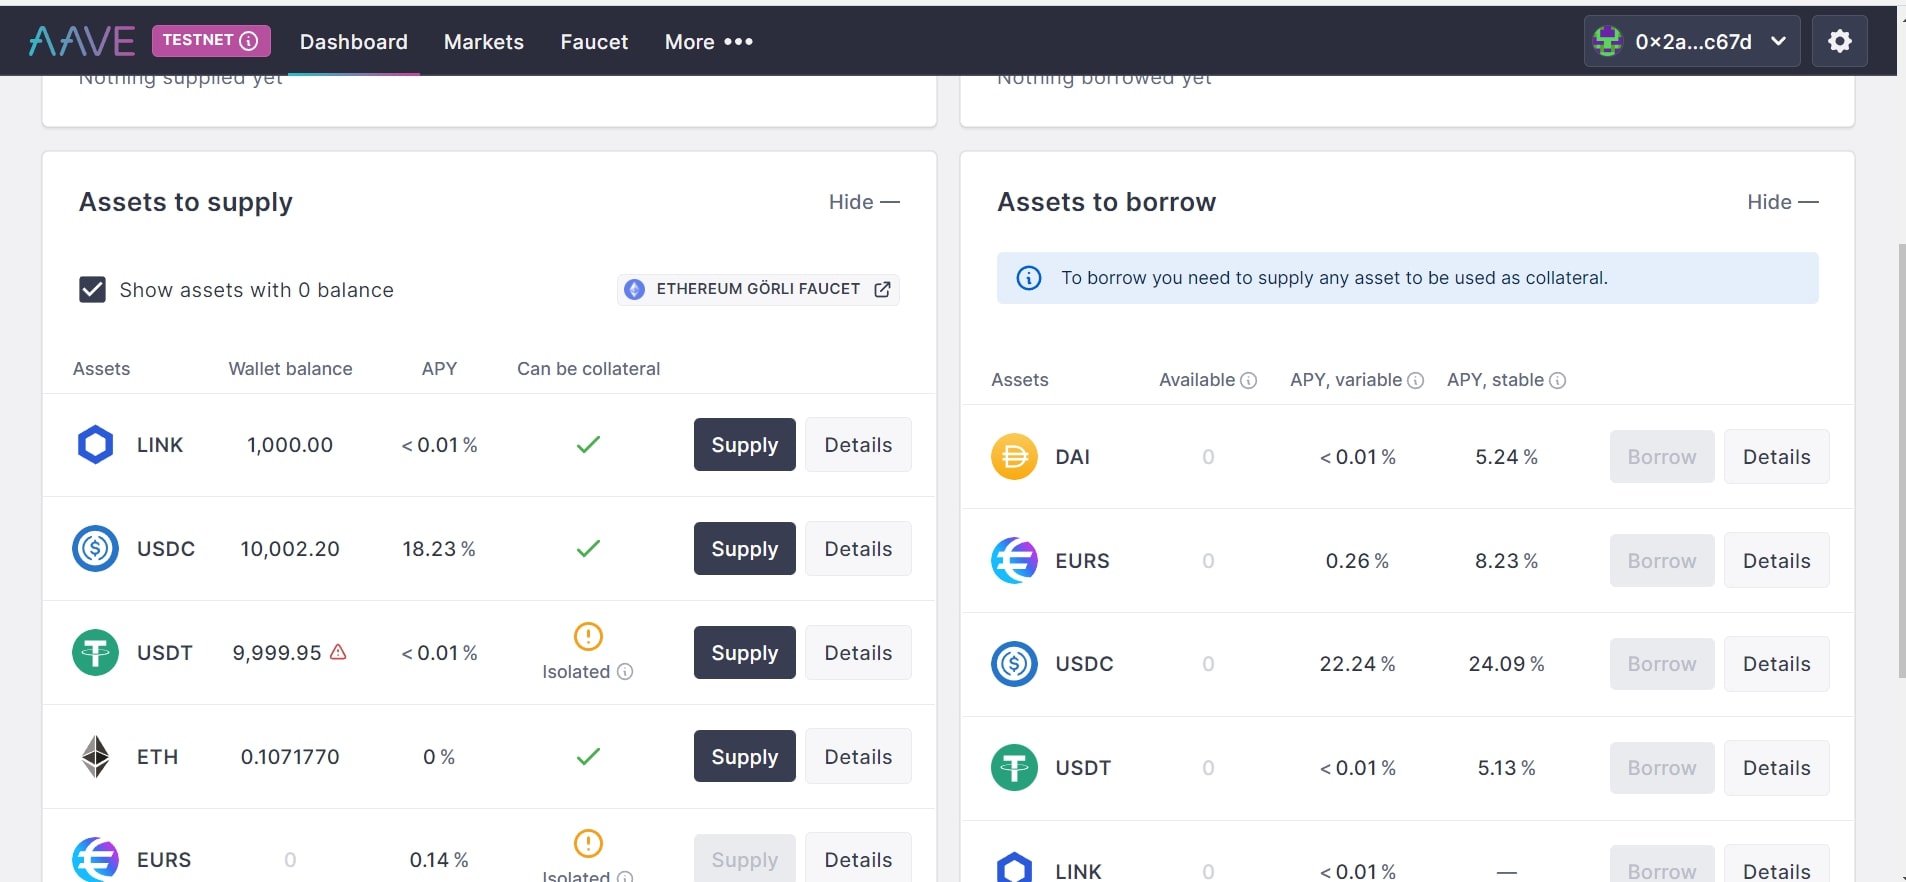 AAVE TESTNET Dashboard Markets Faucet More 0×2a...c67d
Nothing supplied yet
Nothing borrowed yet
Assets to supply
Hide —
Show assets with 0 balance
ETHEREUM GÖRLI FAUCET
Assets Wallet balance APY Can be collateral
LINK 1,000.00 < 0.01 % Supply Details
USDC 10,002.20 18.23 % Supply Details
USDT 9,999.95 < 0.01 % Isolated Supply Details
ETH 0.1071770 0 % Supply Details
EURS 0 0.14 % Isolated Supply Details
Assets to borrow
Hide —
To borrow you need to supply any asset to be used as collateral.
Assets Available APY, variable APY, stable
DAI 0 < 0.01 % 5.24 % Borrow Details
EURS 0 0.26 % 8.23 % Borrow Details
USDC 0 22.24 % 24.09 % Borrow Details
USDT 0 < 0.01 % 5.13 % Borrow Details
LINK 0 < 0.01 % — Borrow Details